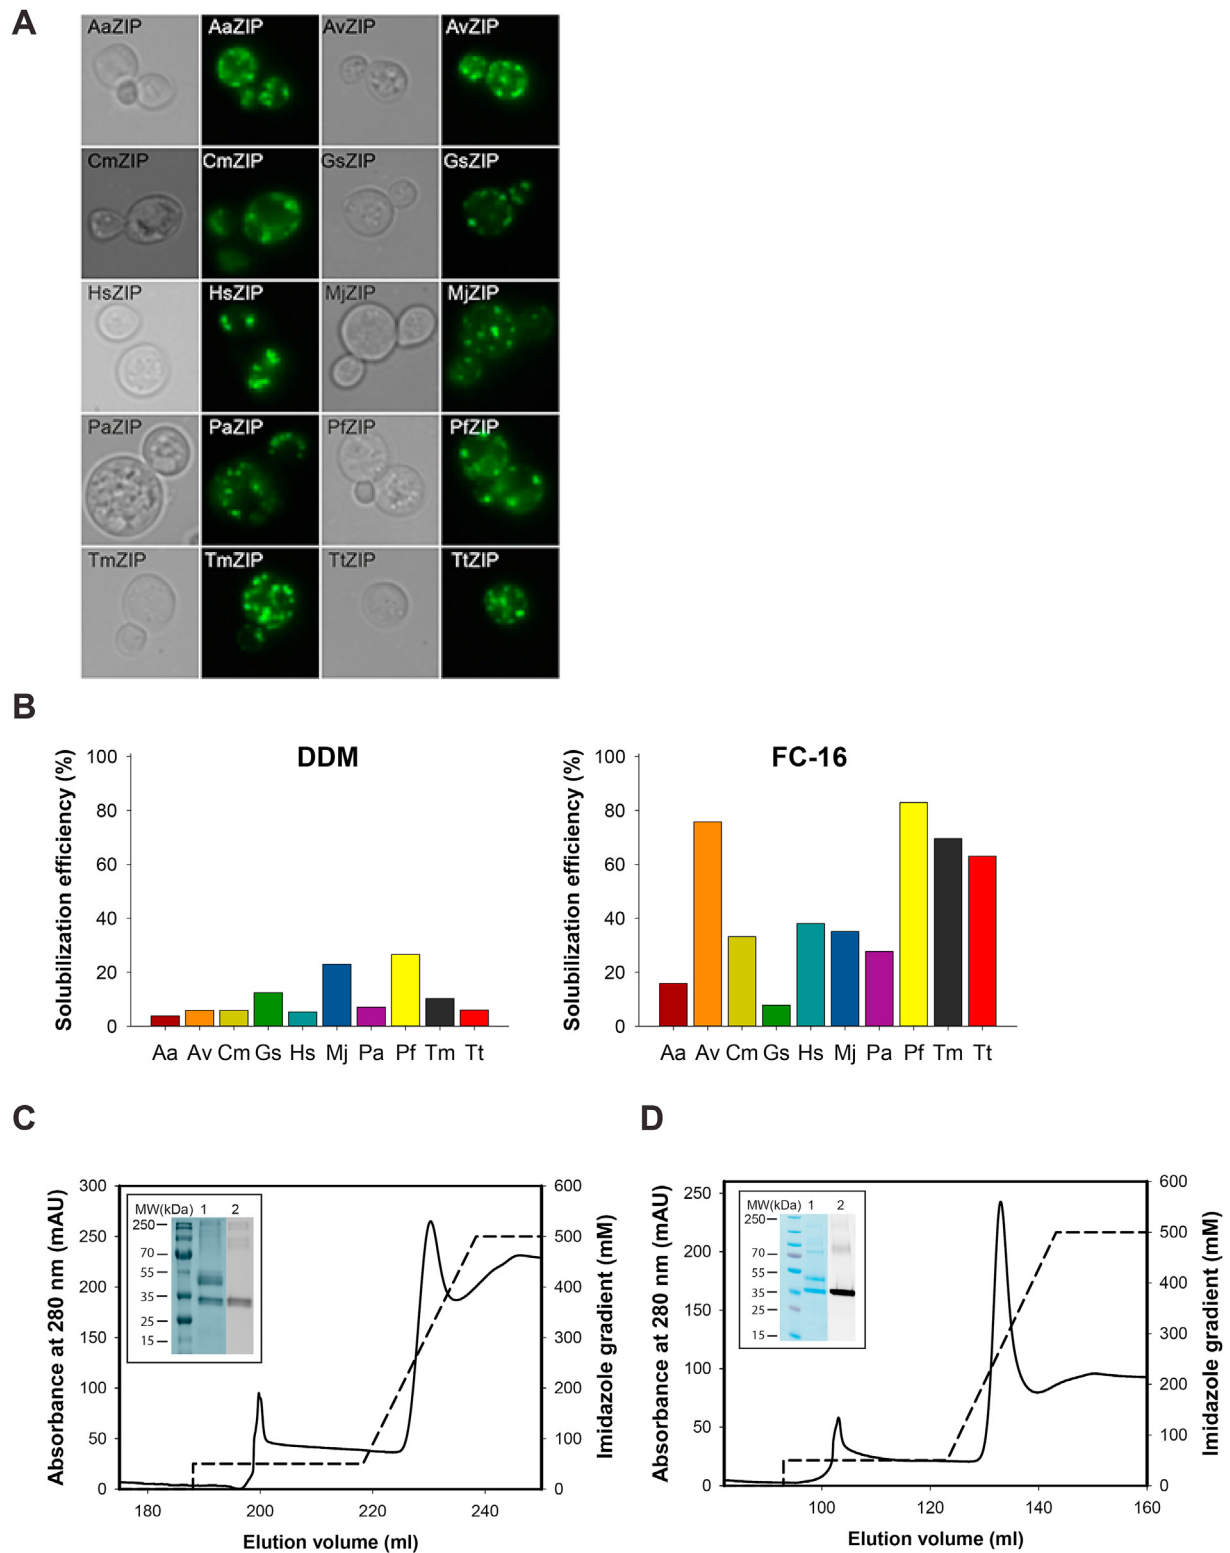 A
AaZIP AaZIP AvZIP AvZIP
CmZIP CmZIP GsZIP GsZIP
HsZIP HsZIP MjZIP MjZIP
PaZIP PaZIP PfZIP PfZIP
TmZIP TmZIP TtZIP TtZIP
B
DDM
Solubilization efficiency (%)
100
80
60
40
20
0
Aa Av Cm Gs Hs Mj Pa Pf Tm Tt
FC-16
Solubilization efficiency (%)
100
80
60
40
20
0
Aa Av Cm Gs Hs Mj Pa Pf Tm Tt
C
Absorbance at 280 nm (mAU)
300
250
200
150
100
50
0
MW(kDa) 1 2
250
70
55
35
25
15
600
500
400
300
200
100
0
Imidazole gradient (mM)
180 200 220 240
Elution volume (ml)
D
Absorbance at 280 nm (mAU)
250
200
150
100
50
0
MW(kDa) 1 2
250
70
55
35
25
15
600
500
400
300
200
100
0
Imidazole gradient (mM)
100 120 140 160
Elution volume (ml)